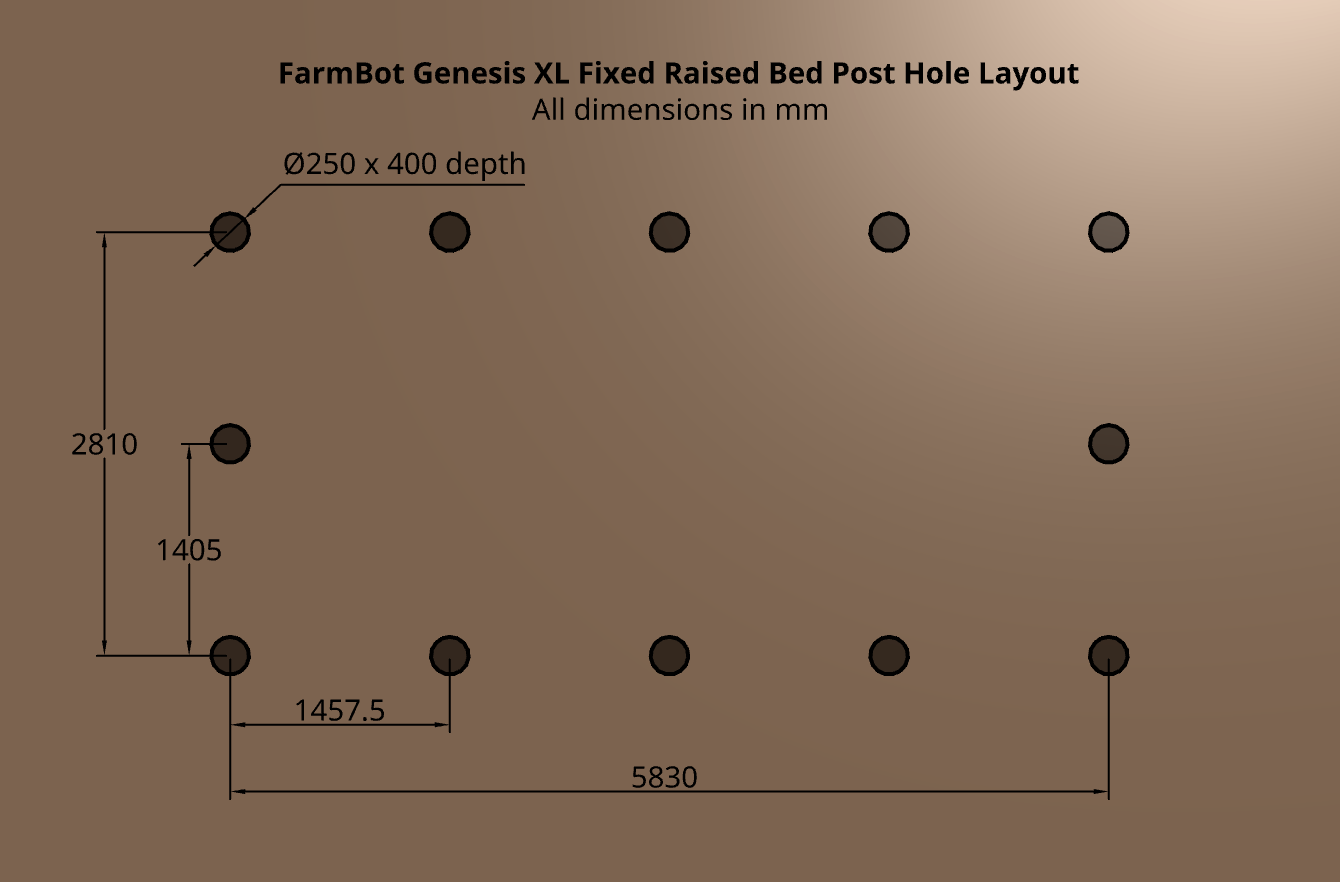 FarmBot Genesis XL Fixed Raised Bed Post Hole Layout
All dimensions in mm
Ø250 x 400 depth
2810
1405
1457.5
5830